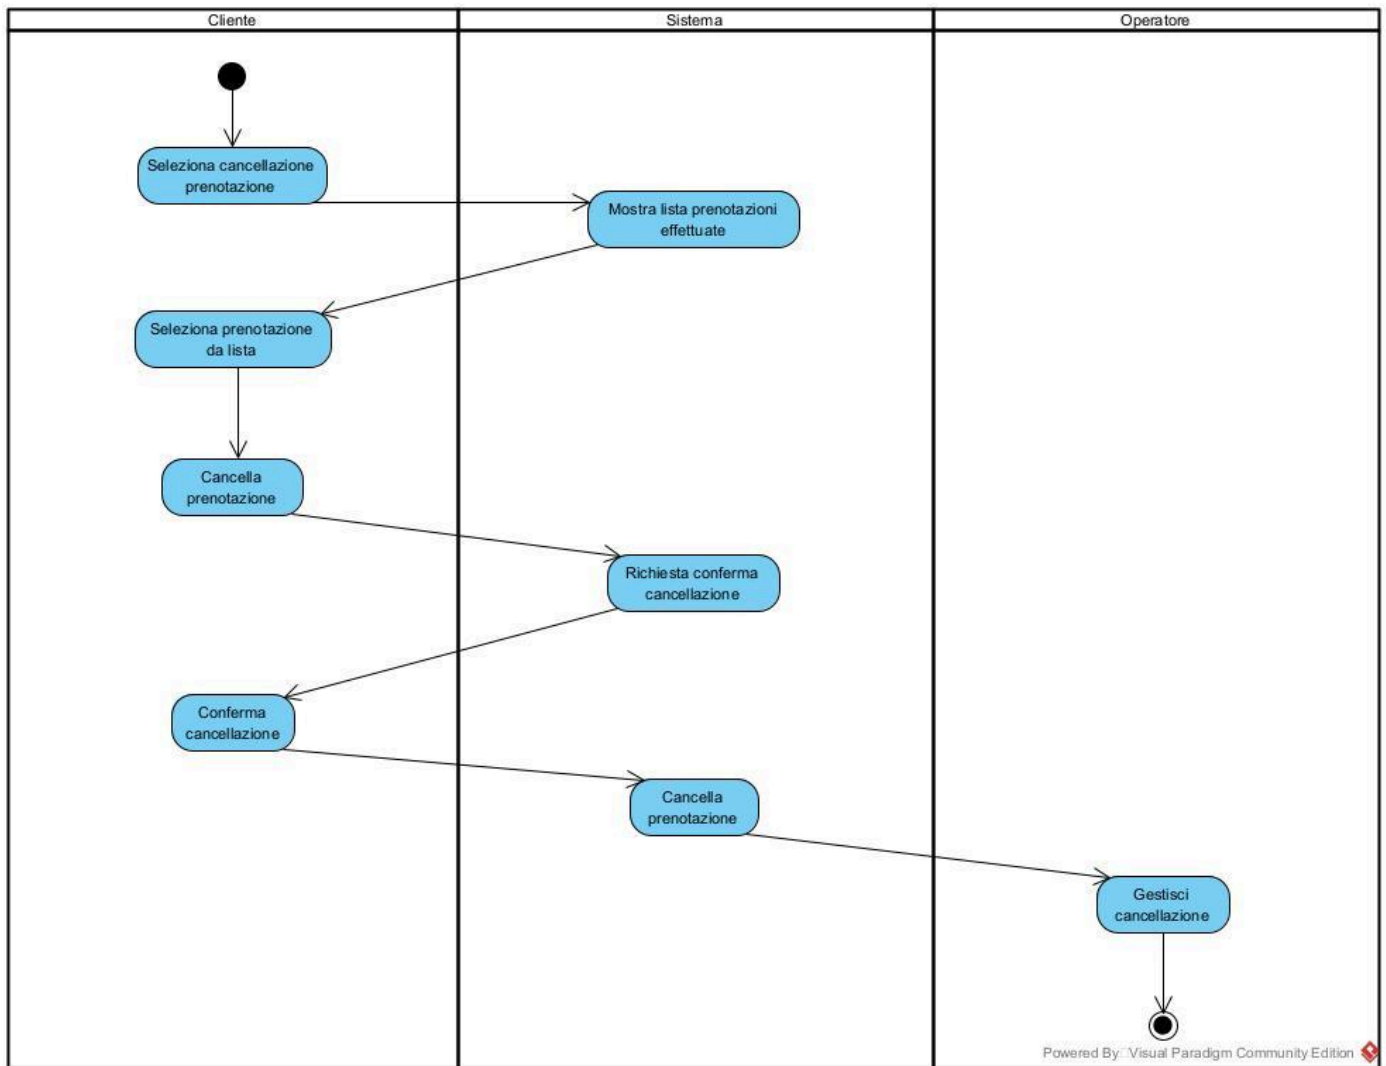 Cliente
Sistema
Operatore
Seleziona cancellazione
prenotazione
Mostra lista prenotazioni
effettuate
Seleziona prenotazione
da lista
Cancella
prenotazione
Richiesta conferma
cancellazione
Conferma
cancellazione
Cancella
prenotazione
Gestisci
cancellazione
Powered By Visual Paradigm Community Edition